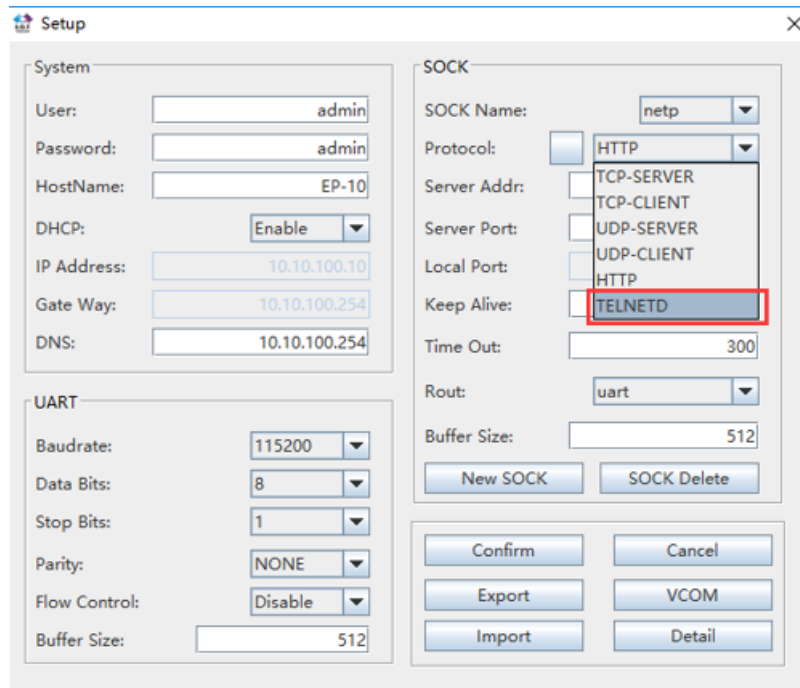 Setup
System
User: admin
Password: admin
HostName: EP-10
DHCP: Enable
IP Address: 10.10.100.10
Gate Way: 10.10.100.254
DNS: 10.10.100.254
UART
Baudrate: 115200
Data Bits: 8
Stop Bits: 1
Parity: NONE
Flow Control: Disable
Buffer Size: 512
SOCK
SOCK Name: netp
Protocol: HTTP
TCP-SERVER
TCP-CLIENT
UDP-SERVER
UDP-CLIENT
HTTP
TELNETD
Server Addr:
Server Port:
Local Port:
Keep Alive:
Time Out: 300
Rout: uart
Buffer Size: 512
New SOCK SOCK Delete
Confirm Cancel
Export VCOM
Import Detail